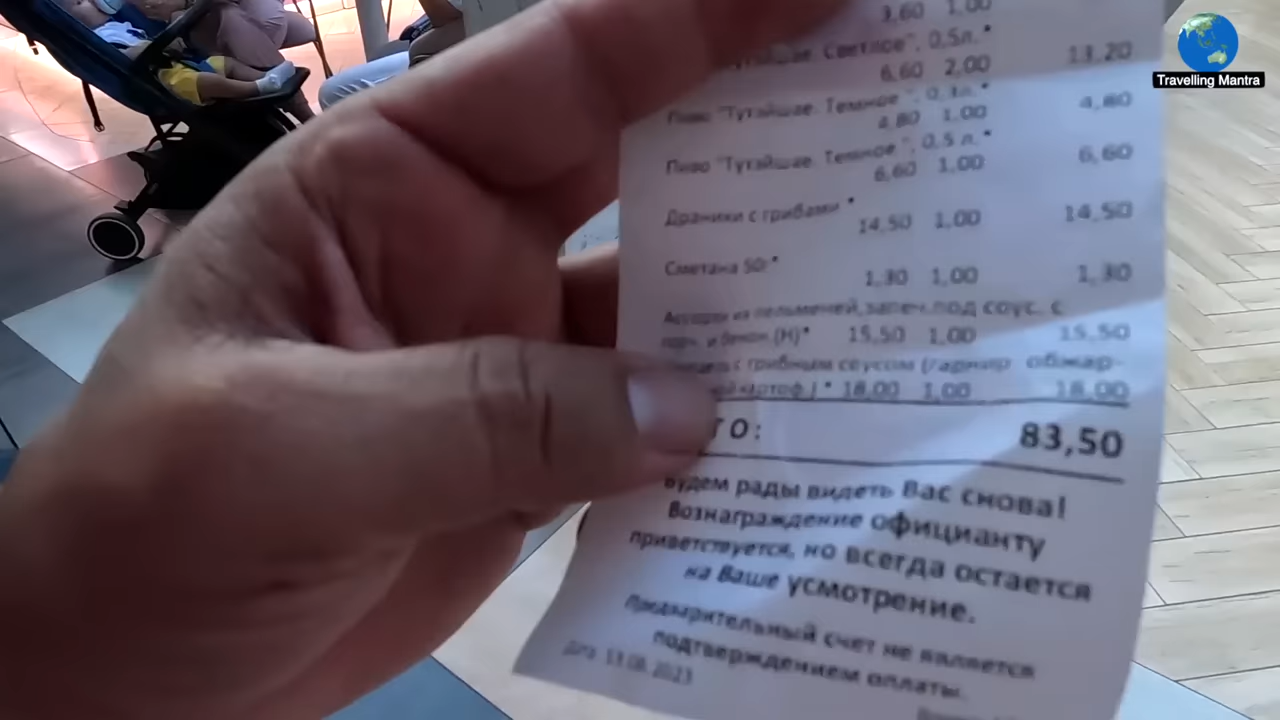 3,60 1,00
Светлое", 0,5л.*
6,60 2,00 13,20
Пиво "Тутэйшае. Темное ", 0,3л.*
4,80 1,00 4,80
Пиво "Тутэйшае. Темное ", 0,5 л.*
6,60 1,00 6,60
Драники с грибами *
14,50 1,00 14,50
Сметана 50:*
1,30 1,00 1,30
Ассорти из пельменей,запеч.под соус. с
и бекон.(Н)* 15,50 1,00 15,50
с грибным соусом (гарнир обжар-
картоф.) * 18,00 1,00 18,00
ТО: 83,50
Будем рады видеть Вас снова!
Вознаграждение официанту
приветствуется, но всегда остается
на Ваше усмотрение.
Предварительный счет не является
подтверждением оплаты.
Дата 13.08.2023
Travelling Mantra